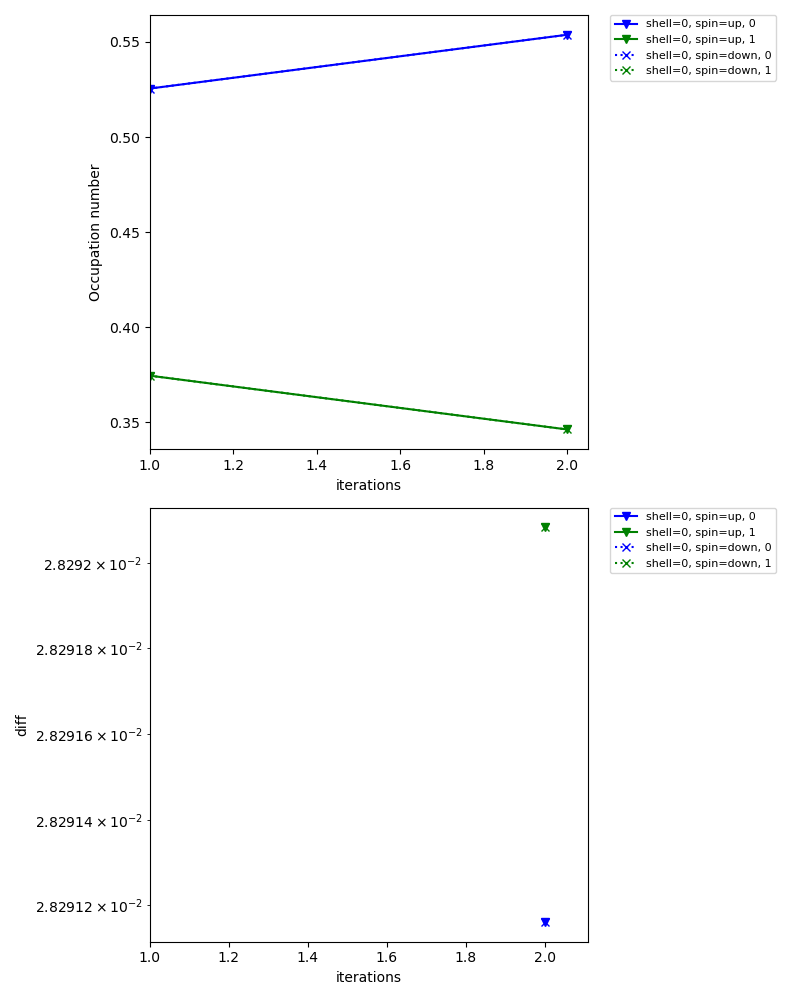 0.55
0.50
0.45
0.40
0.35
Occupation number
1.0 1.2 1.4 1.6 1.8 2.0
iterations
shell=0, spin=up, 0
shell=0, spin=up, 1
shell=0, spin=down, 0
shell=0, spin=down, 1
2.8292 × 10⁻²
2.82918 × 10⁻²
2.82916 × 10⁻²
2.82914 × 10⁻²
2.82912 × 10⁻²
diff
1.0 1.2 1.4 1.6 1.8 2.0
iterations
shell=0, spin=up, 0
shell=0, spin=up, 1
shell=0, spin=down, 0
shell=0, spin=down, 1